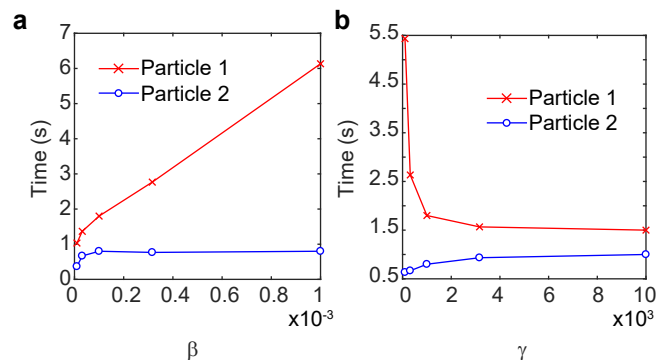 a
7
6
5
4
3
2
1
0
Time (s)
Particle 1
Particle 2
0 0.2 0.4 0.6 0.8 1
x10⁻³
β
b
5.5
4.5
3.5
2.5
1.5
0.5
Time (s)
Particle 1
Particle 2
0 2 4 6 8 10
x10³
γ